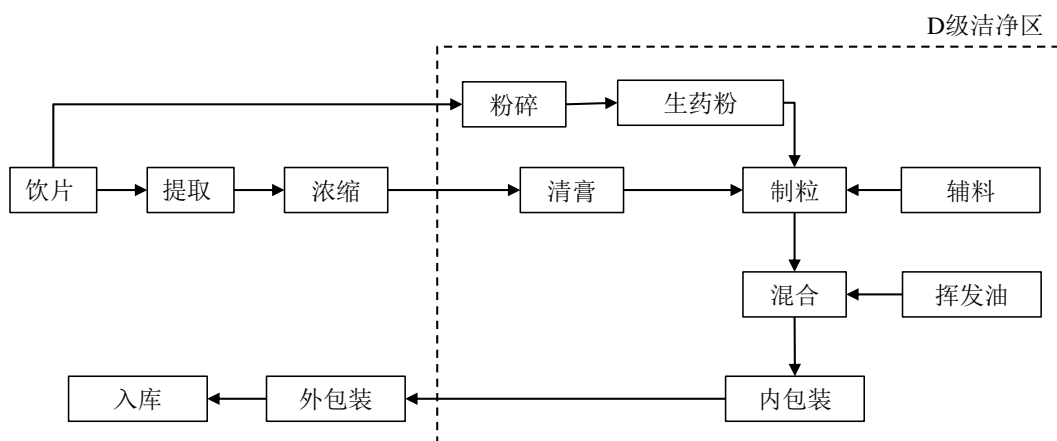 D级洁净区
粉碎
生药粉
饮片
提取
浓缩
清膏
制粒
辅料
混合
挥发油
入库
外包装
内包装